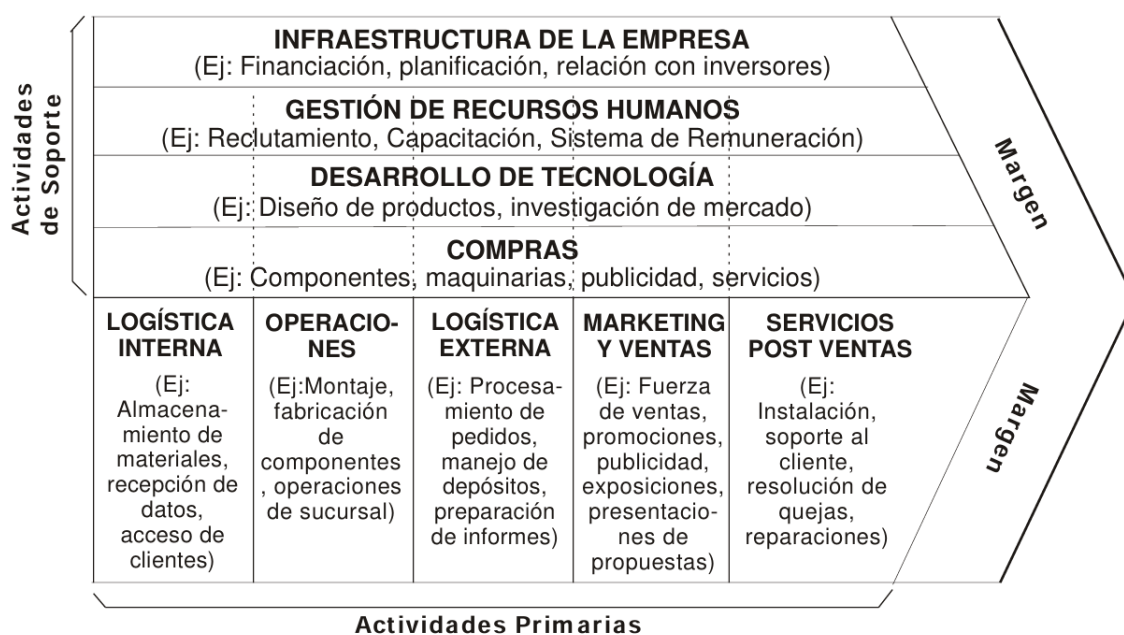 Actividades
de Soporte
INFRAESTRUCTURA DE LA EMPRESA
(Ej: Financiación, planificación, relación con inversores)
GESTIÓN DE RECURSOS HUMANOS
(Ej: Reclutamiento, Capacitación, Sistema de Remuneración)
DESARROLLO DE TECNOLOGÍA
(Ej: Diseño de productos, investigación de mercado)
COMPRAS
(Ej: Componentes, maquinarias, publicidad, servicios)
Margen
LOGÍSTICA
INTERNA
(Ej:
Almacena-
miento de
materiales,
recepción de
datos,
acceso de
clientes)
OPERACIO-
NES
(Ej:Montaje,
fabricación
de
componentes
, operaciones
de sucursal)
LOGÍSTICA
EXTERNA
(Ej: Procesa-
miento de
pedidos,
manejo de
depósitos,
preparación
de informes)
MARKETING
Y VENTAS
(Ej: Fuerza
de ventas,
promociones,
publicidad,
exposiciones,
presentacio-
nes de
propuestas)
SERVICIOS
POST VENTAS
(Ej:
Instalación,
soporte al
cliente,
resolución de
quejas,
reparaciones)
Margen
Actividades Primarias